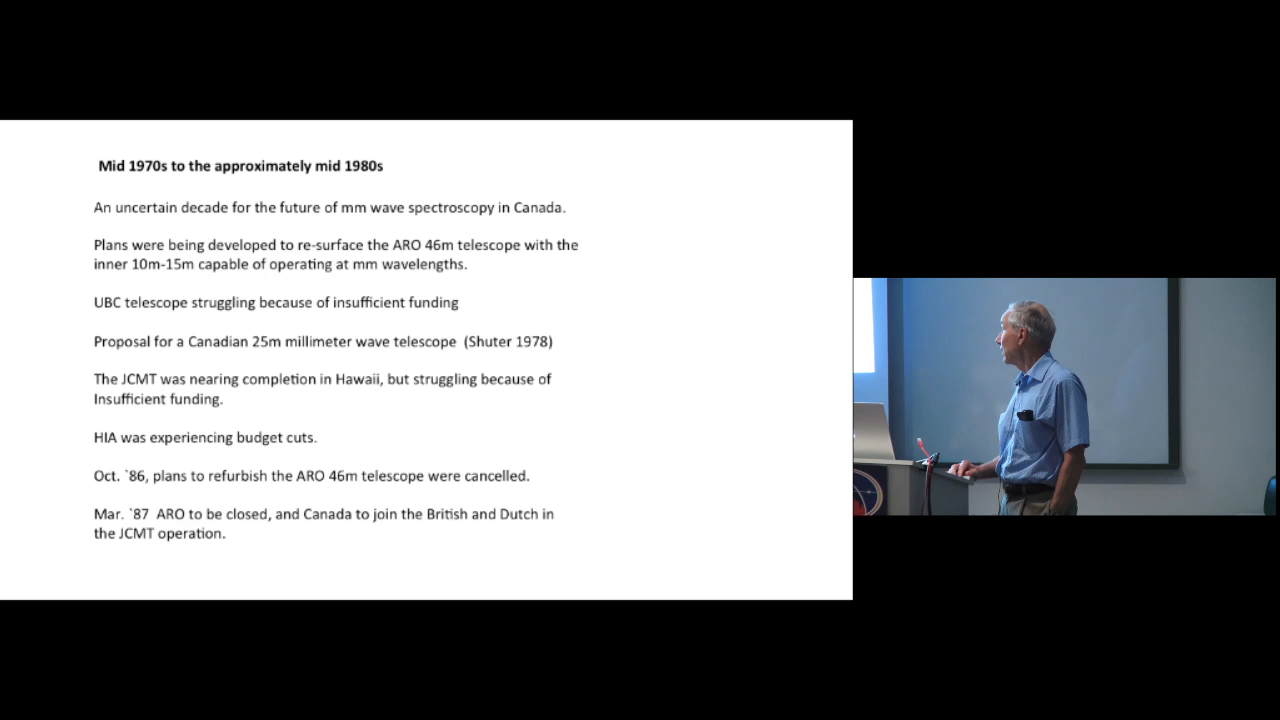 Mid 1970s to the approximately mid 1980s
An uncertain decade for the future of mm wave spectroscopy in Canada.
Plans were being developed to re-surface the ARO 46m telescope with the
inner 10m-15m capable of operating at mm wavelengths.
UBC telescope struggling because of insufficient funding
Proposal for a Canadian 25m millimeter wave telescope (Shuter 1978)
The JCMT was nearing completion in Hawaii, but struggling because of
Insufficient funding.
HIA was experiencing budget cuts.
Oct. `86, plans to refurbish the ARO 46m telescope were cancelled.
Mar. `87 ARO to be closed, and Canada to join the British and Dutch in
the JCMT operation.